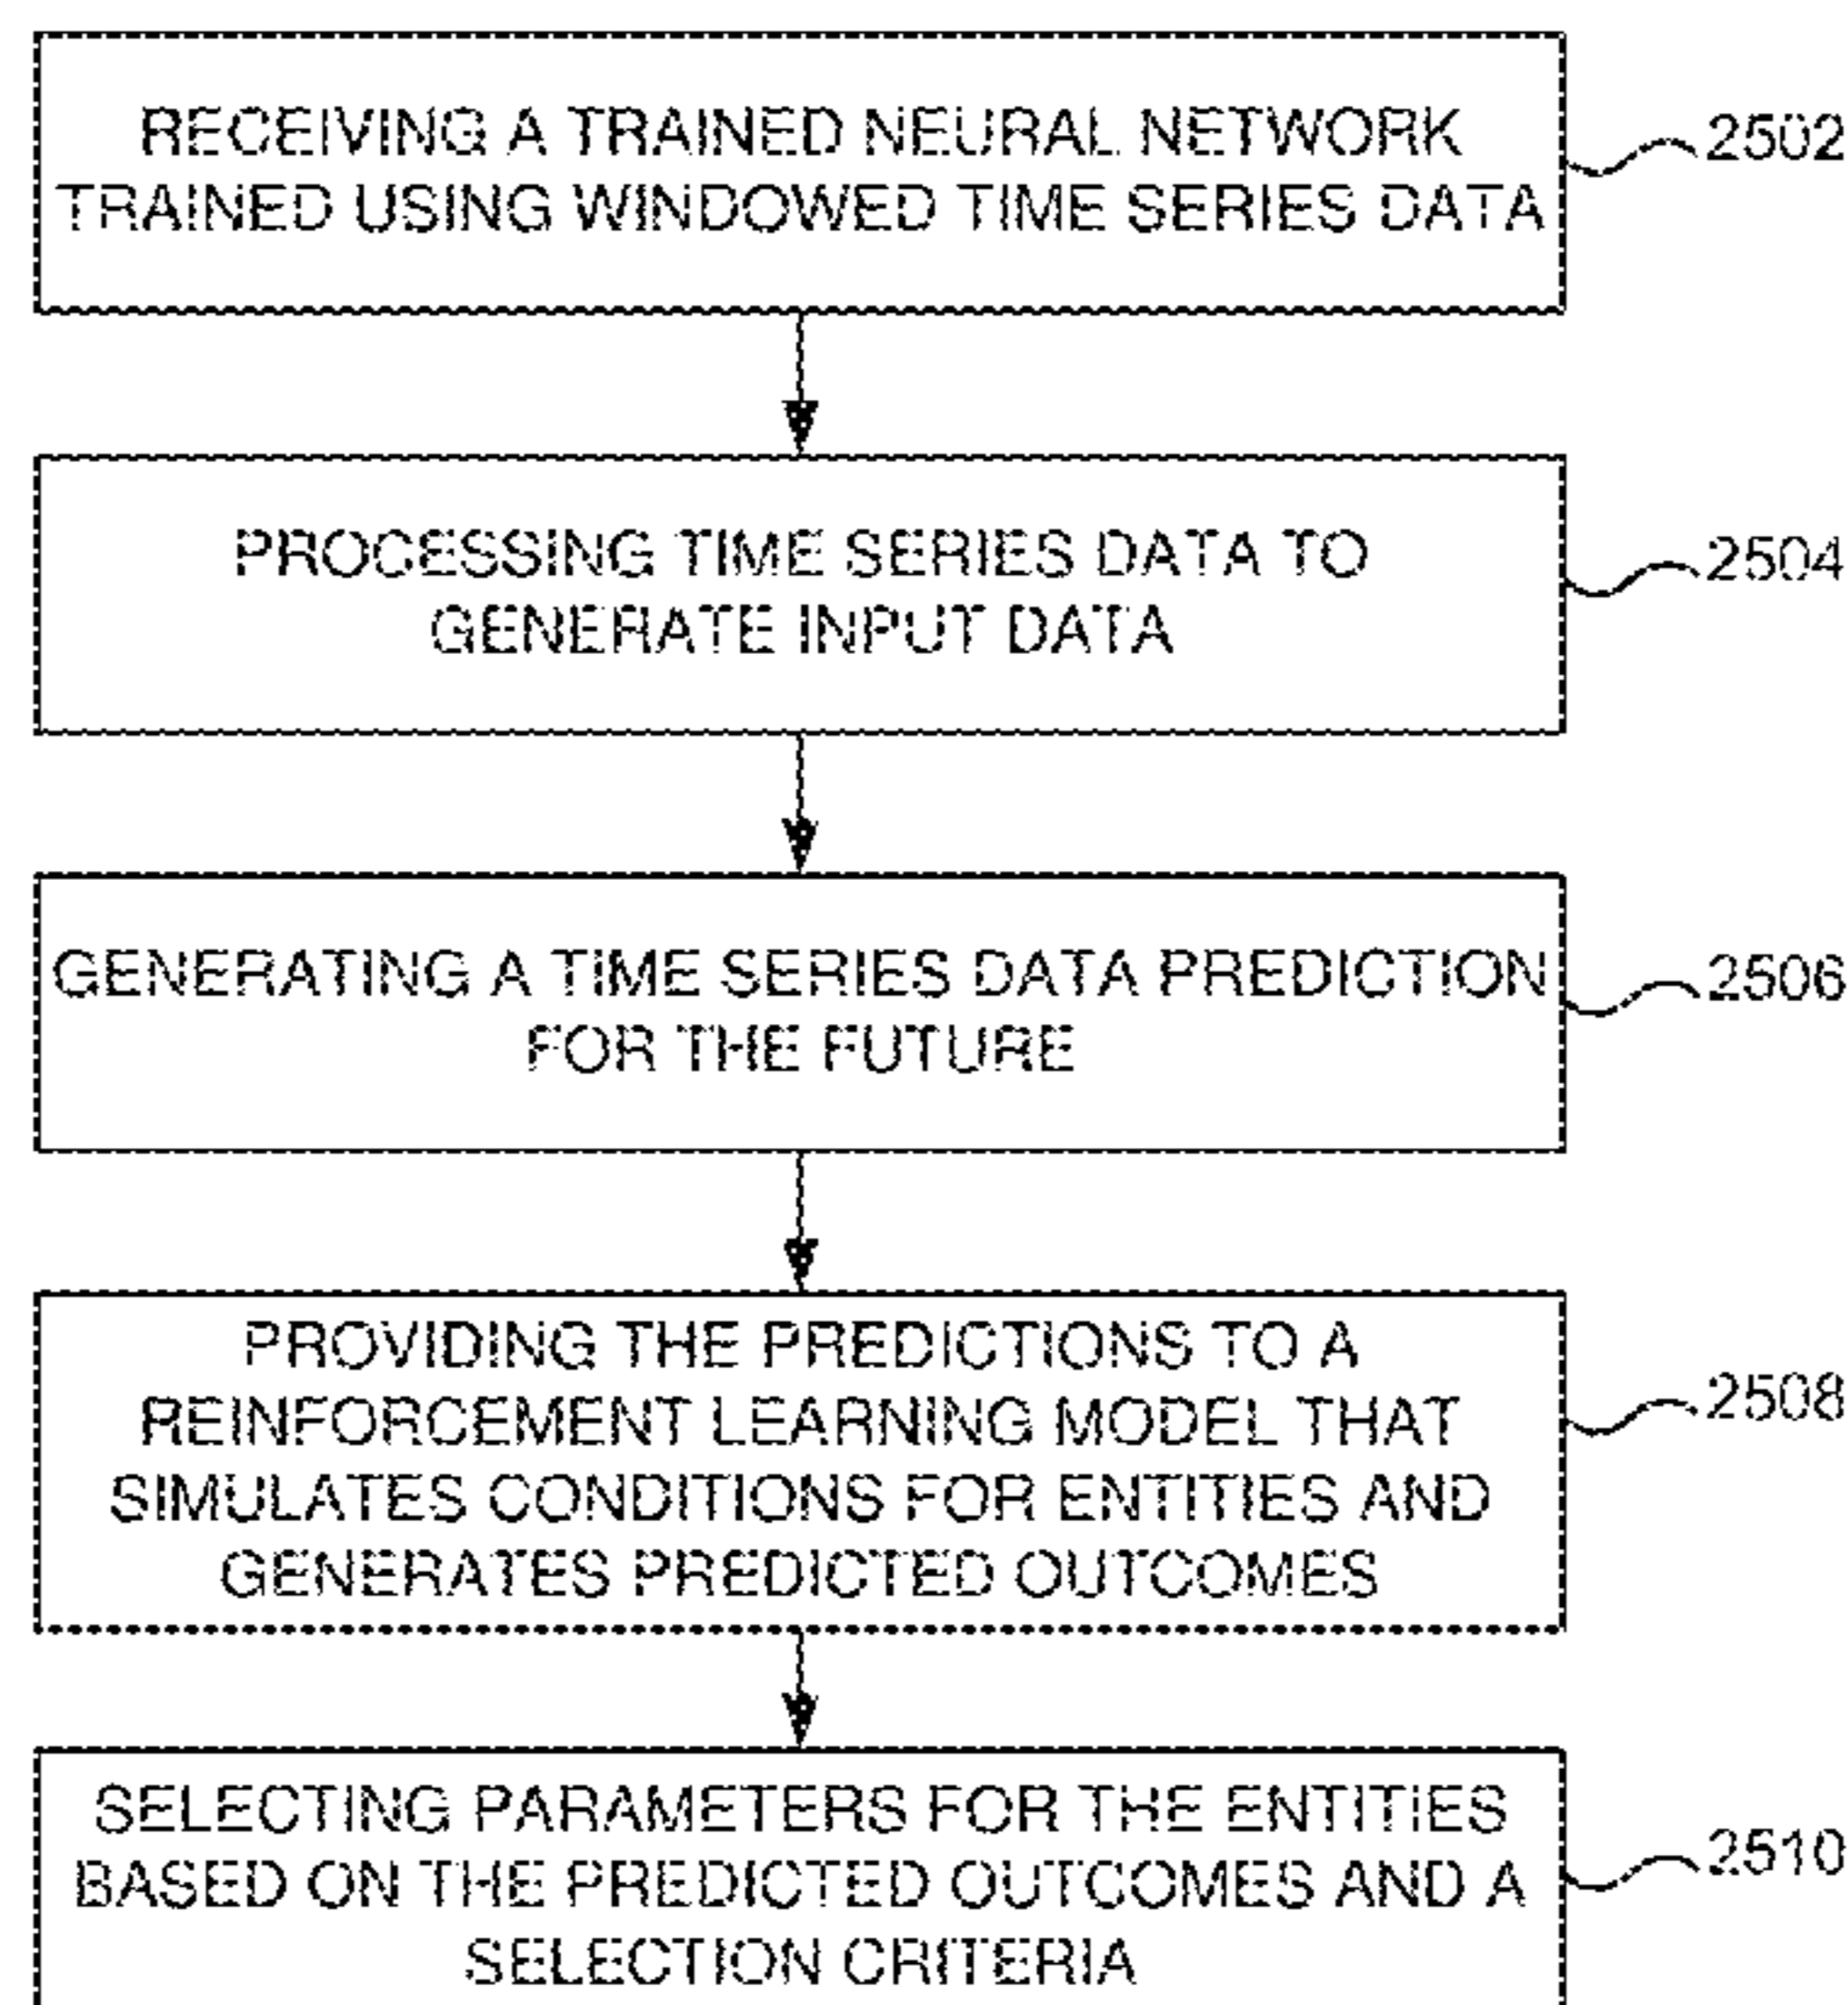 RECEIVING A TRAINED NEURAL NETWORK
TRAINED USING WINDOWED TIME SERIES DATA
2502
PROCESSING TIME SERIES DATA TO
GENERATE INPUT DATA
2504
GENERATING A TIME SERIES DATA PREDICTION
FOR THE FUTURE
2506
PROVIDING THE PREDICTIONS TO A
REINFORCEMENT LEARNING MODEL THAT
SIMULATES CONDITIONS FOR ENTITIES AND
GENERATES PREDICTED OUTCOMES
2508
SELECTING PARAMETERS FOR THE ENTITIES
BASED ON THE PREDICTED OUTCOMES AND A
SELECTION CRITERIA
2510